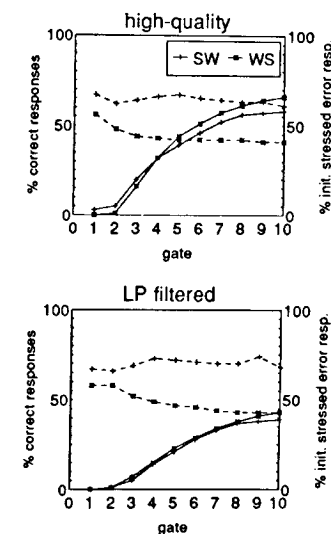 high-quality
SW WS
% correct responses
100
50
0
0 1 2 3 4 5 6 7 8 9 10
gate
100
50
0
% init. stressed error resp.
LP filtered
% correct responses
100
50
0
0 1 2 3 4 5 6 7 8 9 10
gate
100
50
0
% init. stressed error resp.